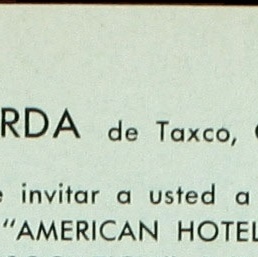 RDA de Taxco,
invitar a usted a
"AMERICAN HOTEL